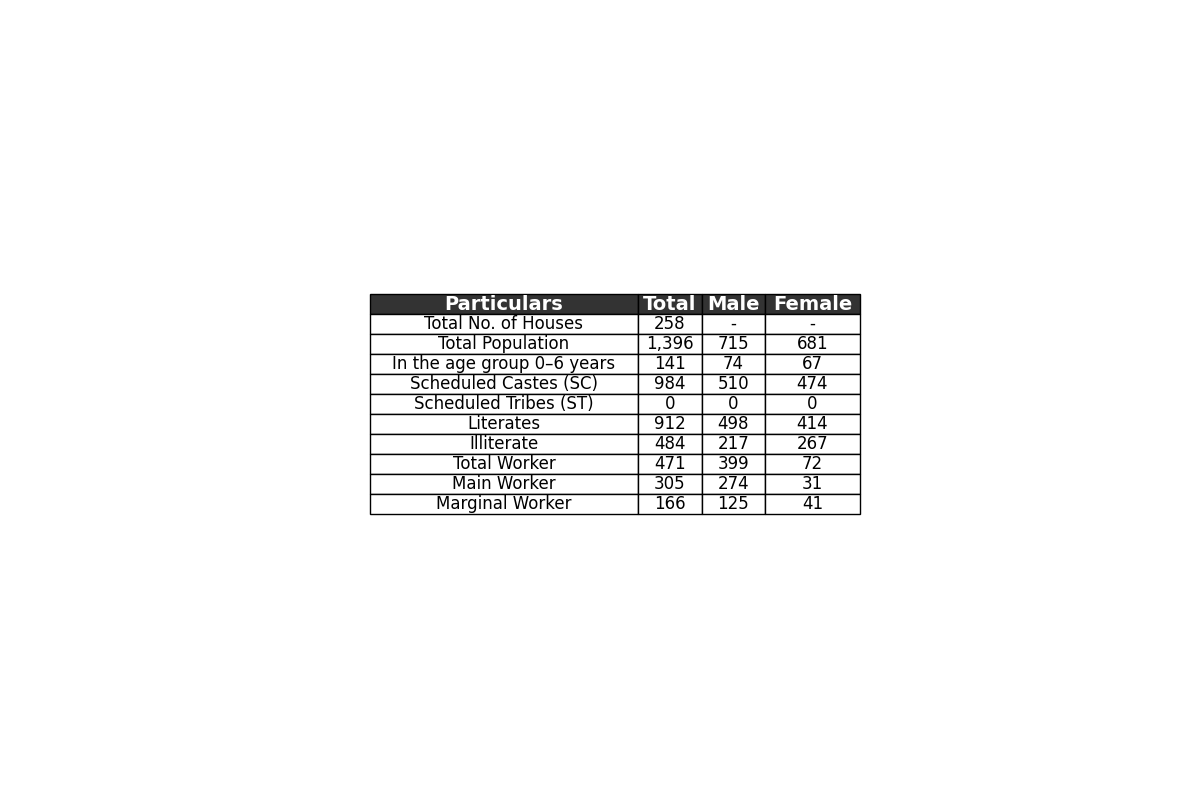 Particulars Total Male Female
Total No. of Houses 258 - -
Total Population 1,396 715 681
In the age group 0–6 years 141 74 67
Scheduled Castes (SC) 984 510 474
Scheduled Tribes (ST) 0 0 0
Literates 912 498 414
Illiterate 484 217 267
Total Worker 471 399 72
Main Worker 305 274 31
Marginal Worker 166 125 41